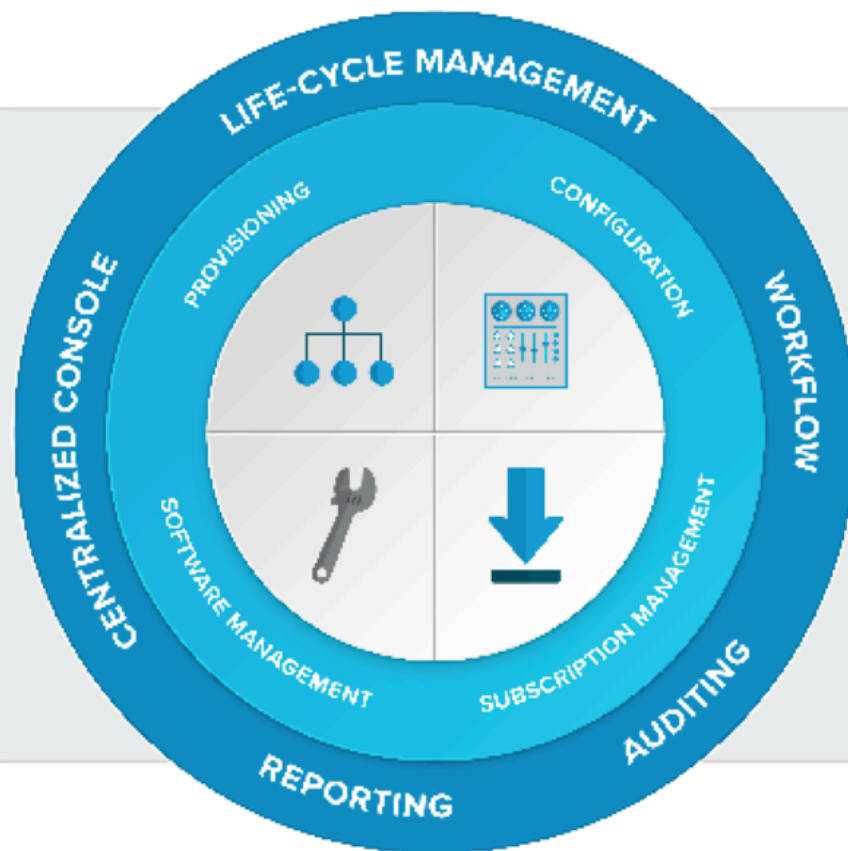 LIFE-CYCLE MANAGEMENT
PROVISIONING
CONFIGURATION
WORKFLOW
CENTRALIZED CONSOLE
SOFTWARE MANAGEMENT
SUBSCRIPTION MANAGEMENT
AUDITING
REPORTING